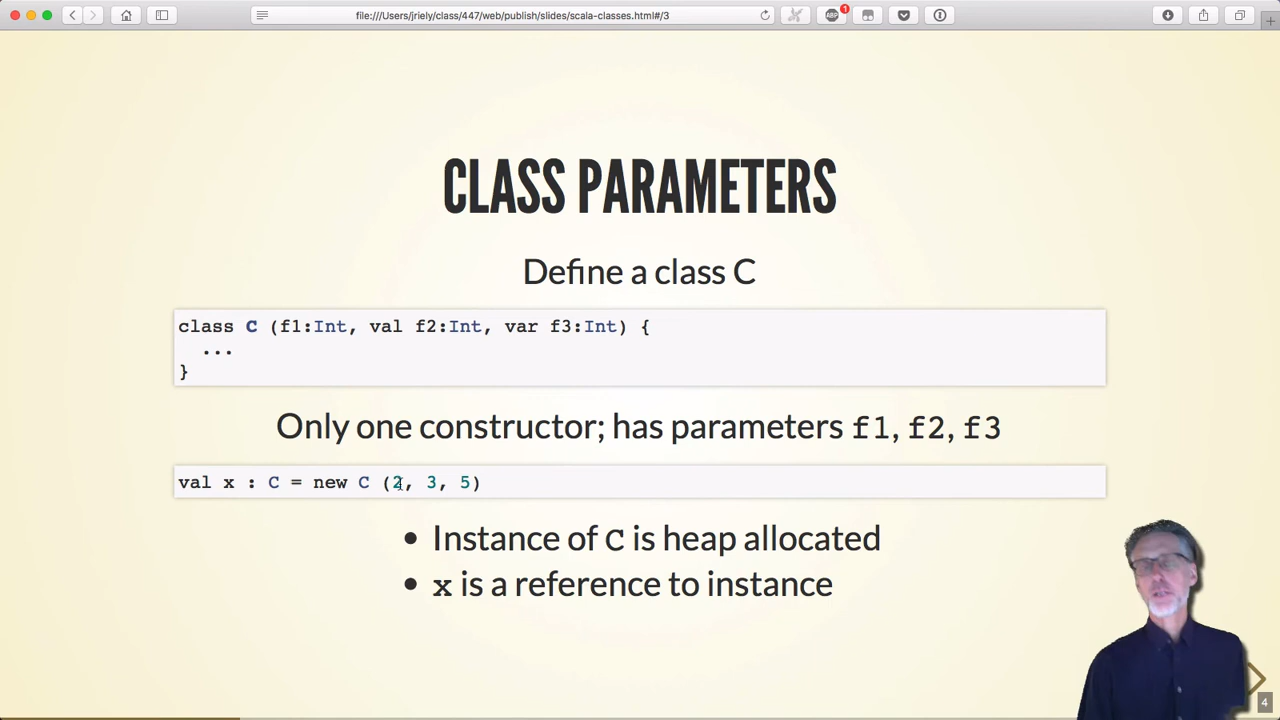 file:///Users/jriely/class/447/web/publish/slides/scala-classes.html#/3
ABP
1
CLASS PARAMETERS
Define a class C
class C (f1:Int, val f2:Int, var f3:Int) {
...
}
Only one constructor; has parameters f1, f2, f3
val x : C = new C (2, 3, 5)
• Instance of C is heap allocated
• x is a reference to instance
4